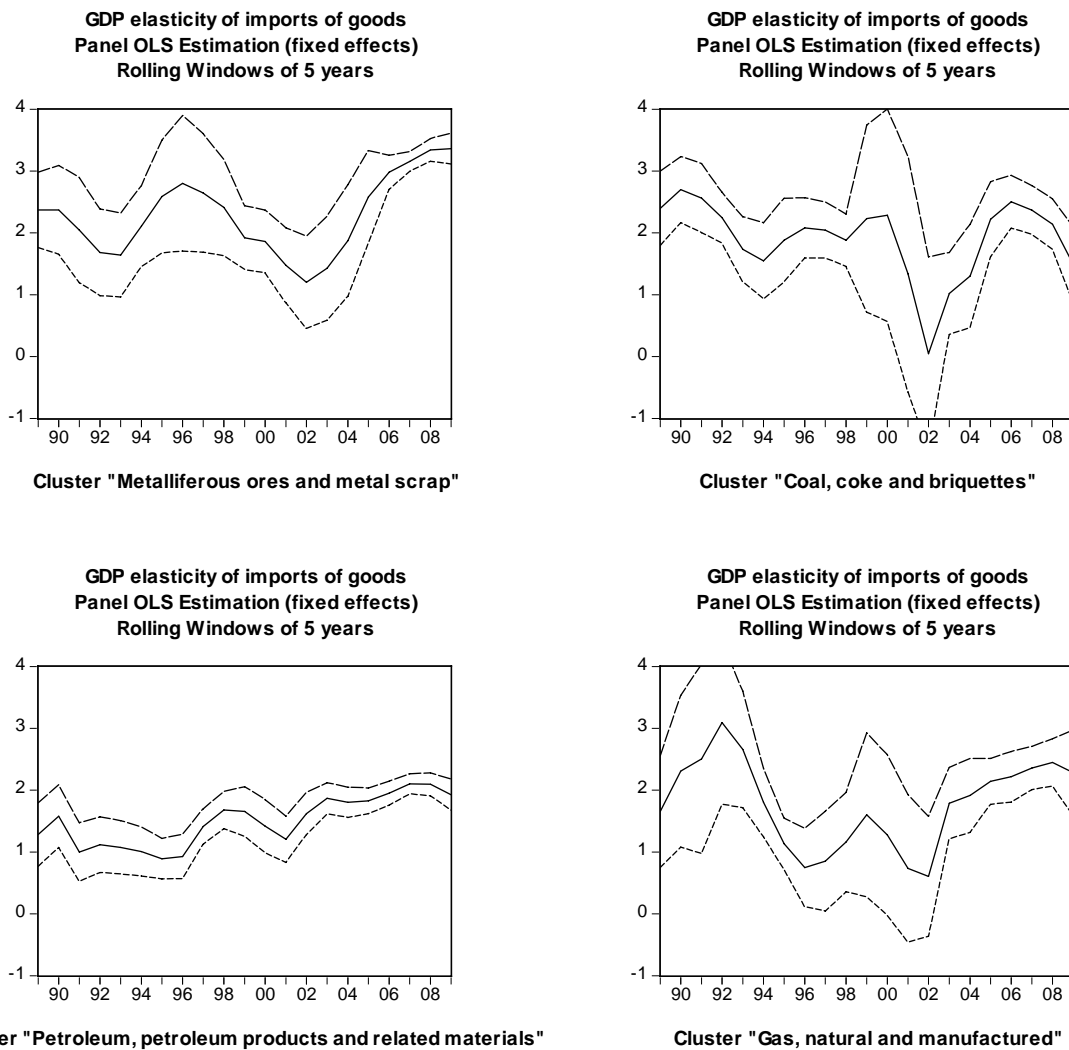 GDP elasticity of imports of goods
Panel OLS Estimation (fixed effects)
Rolling Windows of 5 years
4
3
2
1
0
-1
90 92 94 96 98 00 02 04 06 08
Cluster "Metalliferous ores and metal scrap"
GDP elasticity of imports of goods
Panel OLS Estimation (fixed effects)
Rolling Windows of 5 years
4
3
2
1
0
-1
90 92 94 96 98 00 02 04 06 08
Cluster "Coal, coke and briquettes"
GDP elasticity of imports of goods
Panel OLS Estimation (fixed effects)
Rolling Windows of 5 years
4
3
2
1
0
-1
90 92 94 96 98 00 02 04 06 08
er "Petroleum, petroleum products and related materials"
GDP elasticity of imports of goods
Panel OLS Estimation (fixed effects)
Rolling Windows of 5 years
4
3
2
1
0
-1
90 92 94 96 98 00 02 04 06 08
Cluster "Gas, natural and manufactured"